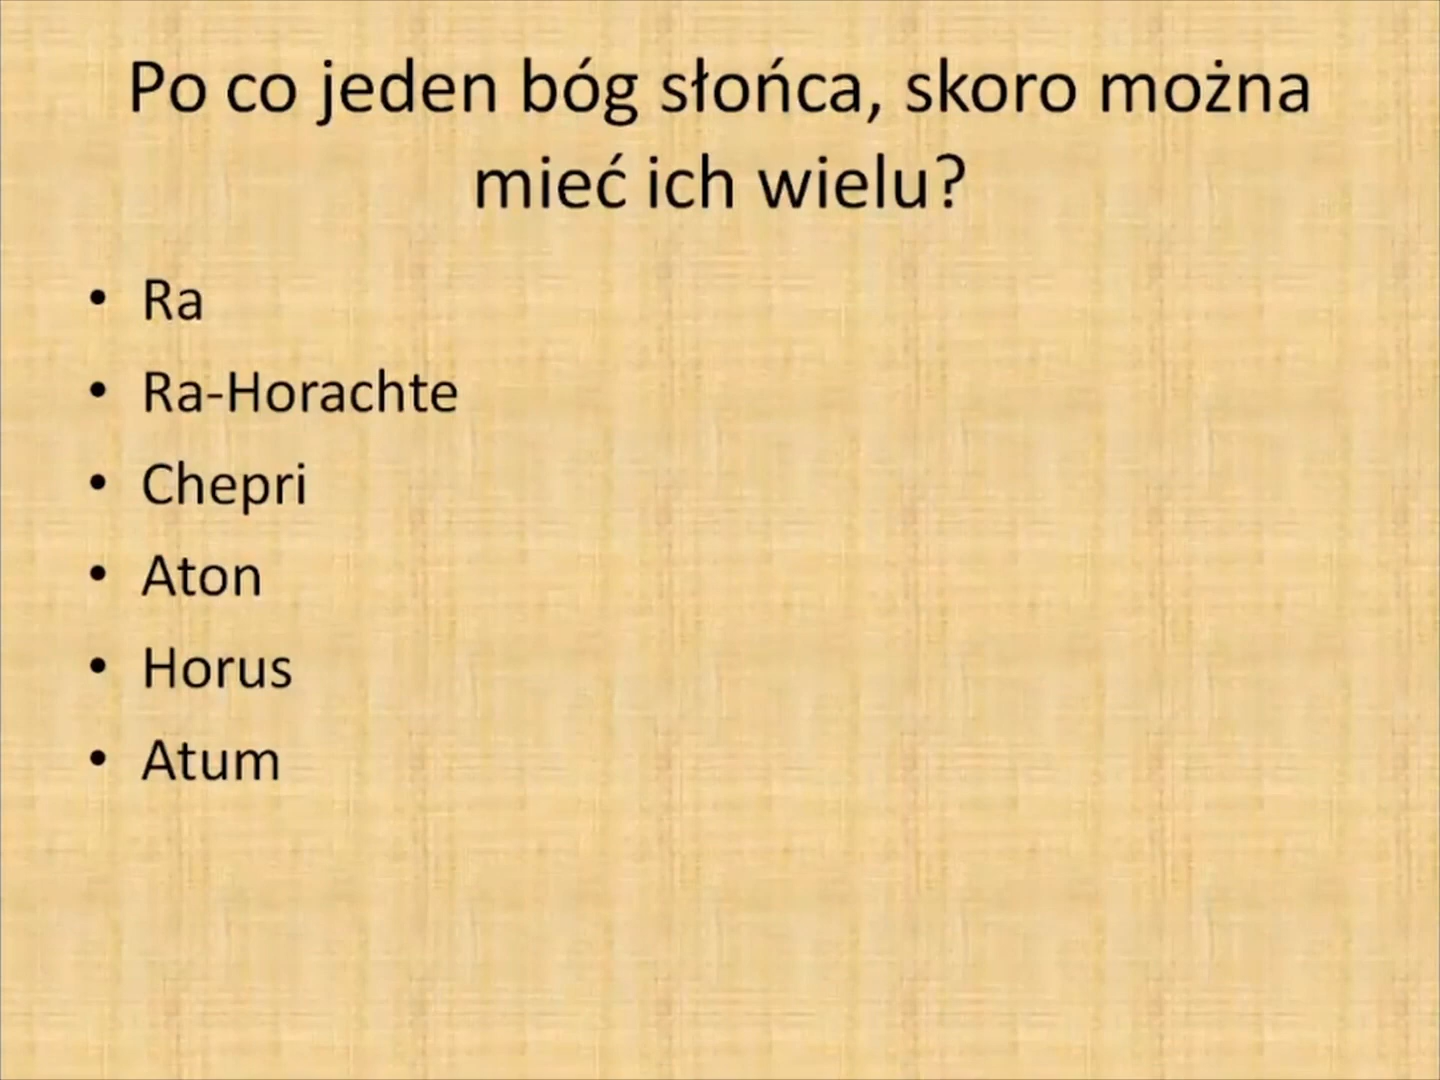 Po co jeden bóg słońca, skoro można
mieć ich wielu?
• Ra
• Ra-Horachte
• Chepri
• Aton
• Horus
• Atum